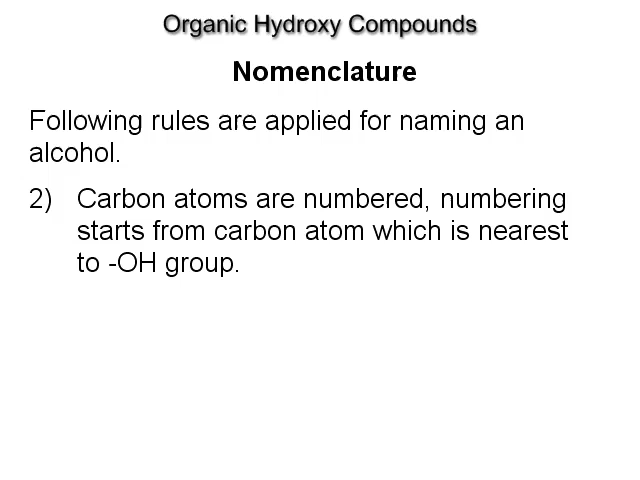 Organic Hydroxy Compounds
Nomenclature
Following rules are applied for naming an
alcohol.
2) Carbon atoms are numbered, numbering
starts from carbon atom which is nearest
to -OH group.